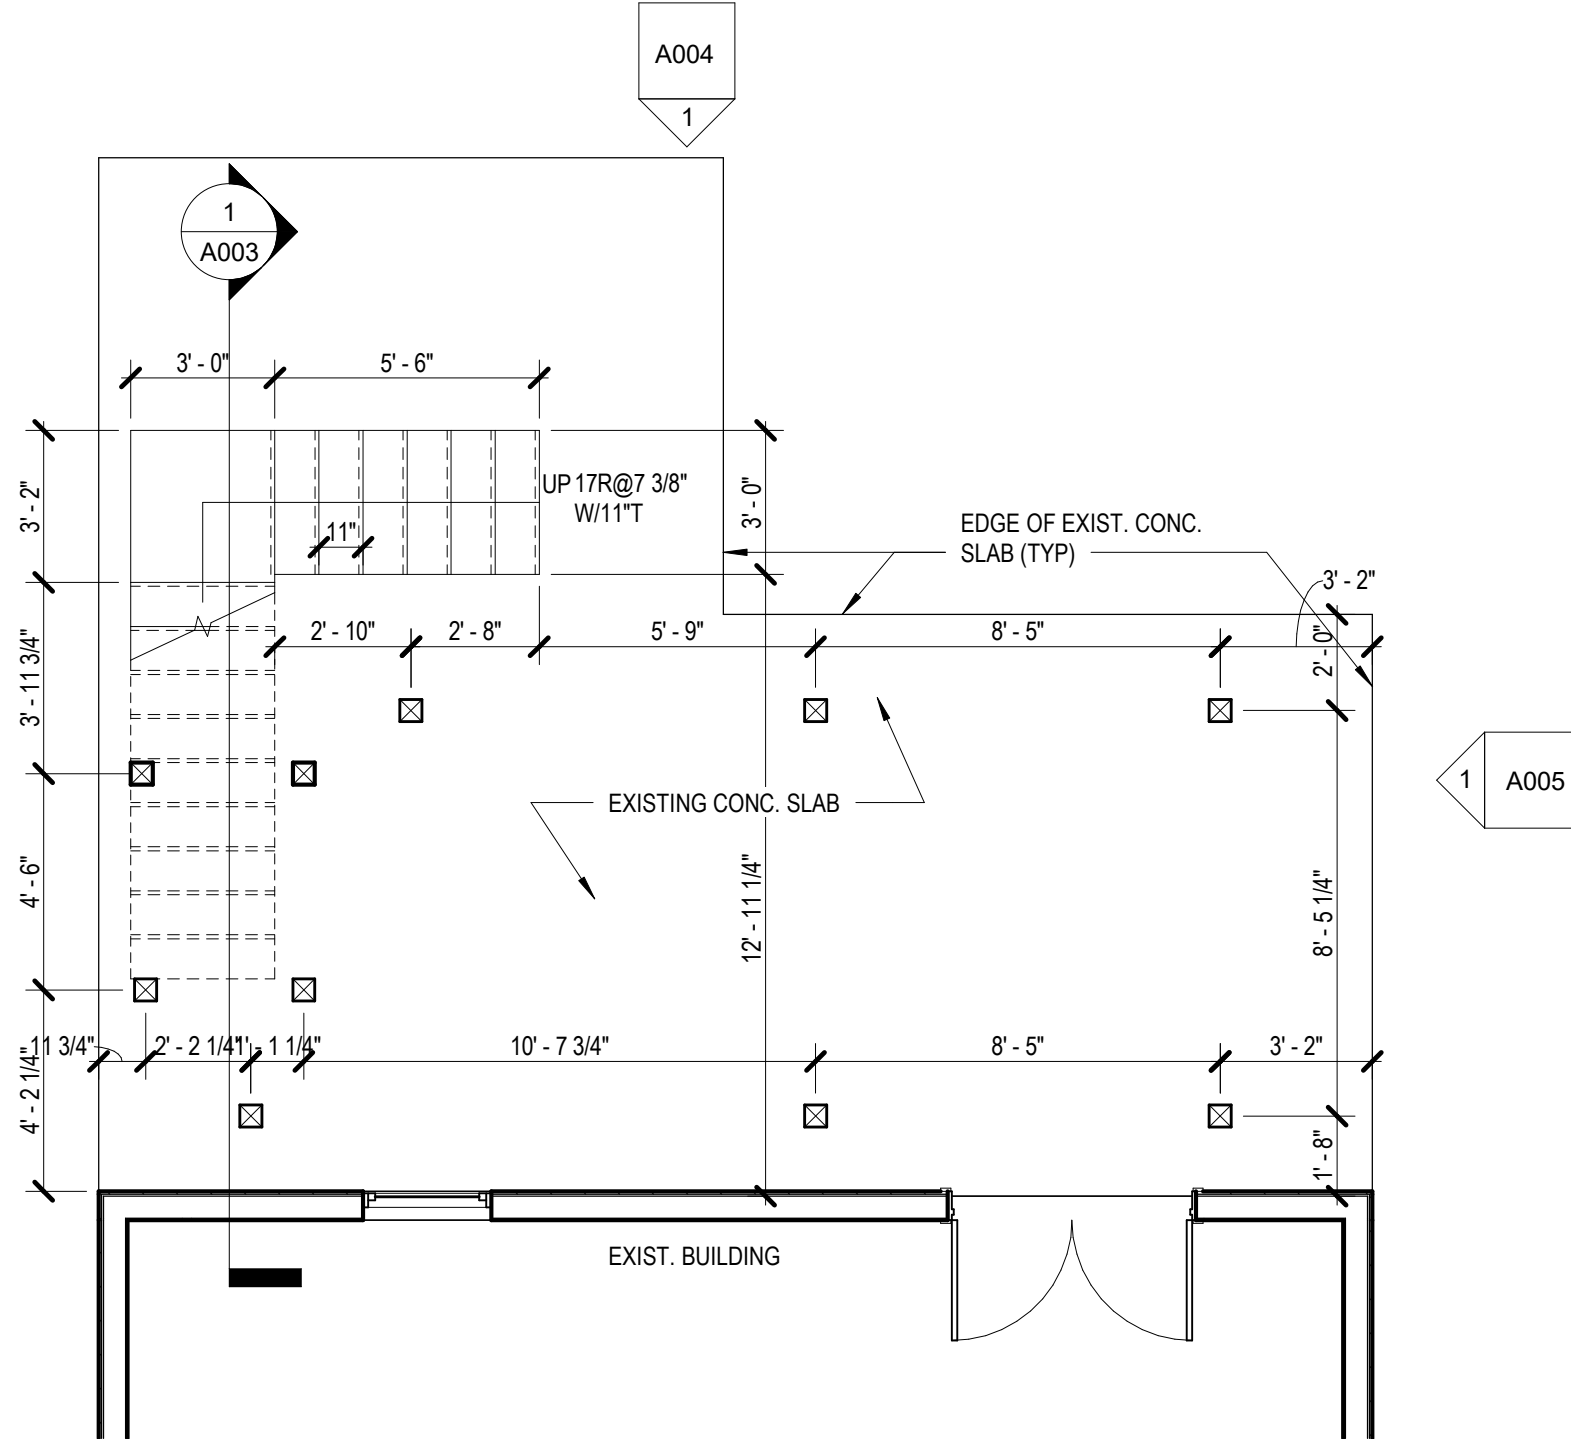 A004
1
1
A003
3' - 0"
5' - 6"
3' - 2"
UP 17R@7 3/8"
W/11"T
11"
3' - 0"
EDGE OF EXIST. CONC.
SLAB (TYP)
3' - 2"
2' - 10"
2' - 8"
5' - 9"
8' - 5"
2' - 0"
3' - 11 3/4"
1
A005
EXISTING CONC. SLAB
4' - 6"
12' - 11 1/4"
8' - 5 1/4"
11 3/4"
2' - 2 1/4"
1' - 1 1/4"
10' - 7 3/4"
8' - 5"
3' - 2"
4' - 2 1/4"
1' - 8"
EXIST. BUILDING